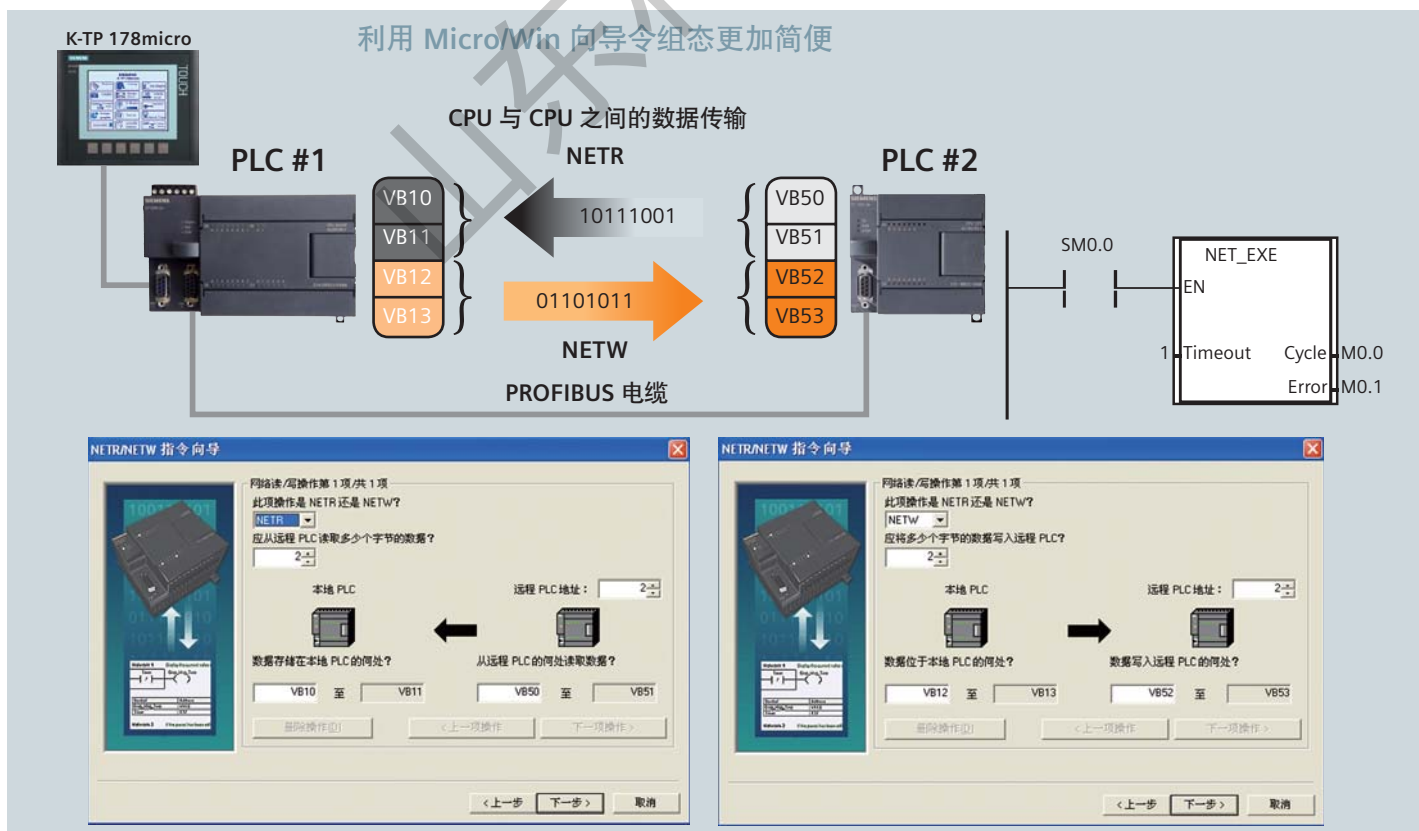 K-TP 178micro
利用 Micro/Win 向导令组态更加简便
TOUCH
CPU 与 CPU 之间的数据传输
PLC #1
NETR
PLC #2
VB10
VB11
VB12
VB13
10111001
01101011
VB50
VB51
VB52
VB53
NETW
PROFIBUS 电缆
SM0.0
NET_EXE
EN
1
Timeout
Cycle
M0.0
Error
M0.1
SIEMENS
山东
NETR/NETW 指令向导
网络读/写操作第 1 项/共 1 项
此项操作是 NETR 还是 NETW?
NETR
应从远程 PLC 读取多少个字节的数据?
2
本地 PLC
远程 PLC 地址： 2
数据存储在本地 PLC 的何处?
从远程 PLC 的何处读取数据?
VB10 至 VB11
VB50 至 VB51
删除操作(D)
<上一项操作
下一项操作>
<上一步
下一步>
取消
NETR/NETW 指令向导
网络读/写操作第 1 项/共 1 项
此项操作是 NETR 还是 NETW?
NETW
应将多少个字节的数据写入远程 PLC?
2
本地 PLC
远程 PLC 地址： 2
数据位于本地 PLC 的何处?
数据写入远程 PLC 的何处?
VB12 至 VB13
VB52 至 VB53
删除操作(D)
<上一项操作
下一项操作>
<上一步
下一步>
取消